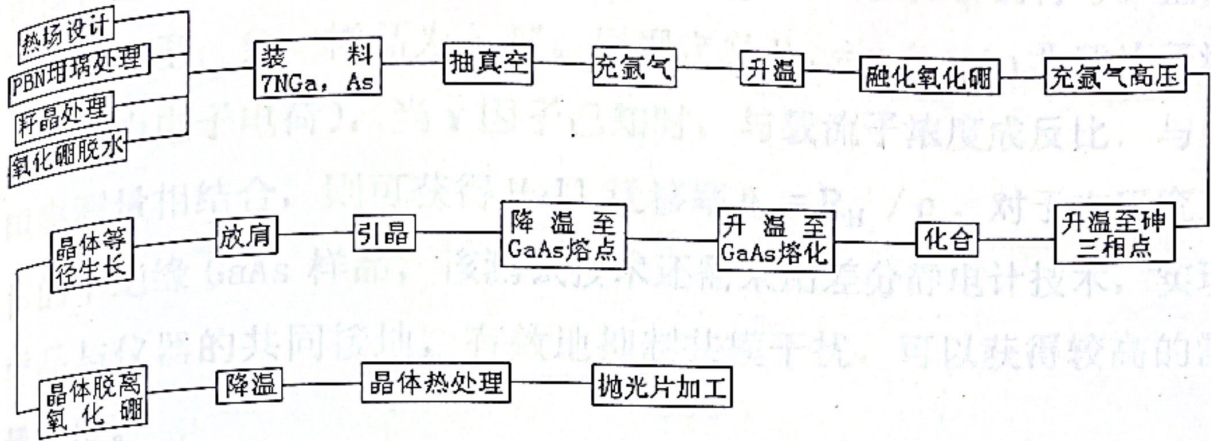 热场设计
PBN坩埚处理
籽晶处理
氧化硼脱水
装 料
7NGa, As
抽真空
充氩气
升温
融化氧化硼
充氩气高压
升温至砷
三相点
化合
升 温 至
GaAs熔化
降 温 至
GaAs熔点
引晶
放肩
晶体等
径生长
晶体脱离
氧 化 硼
降温
晶体热处理
抛光片加工